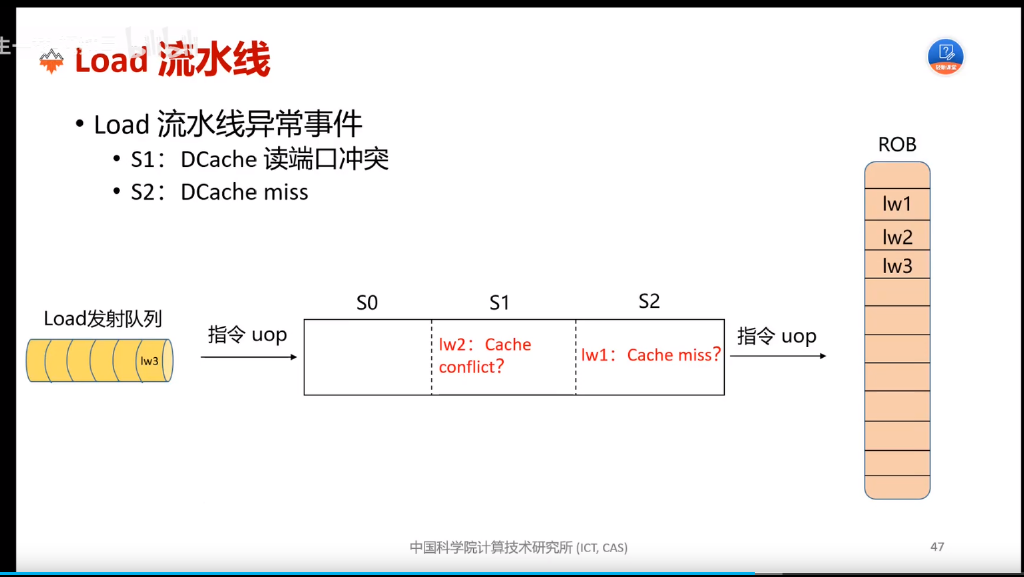 Load 流水线
• Load 流水线异常事件
• S1：DCache 读端口冲突
• S2：DCache miss
ROB
lw1
lw2
lw3
S0
S1
S2
Load发射队列
lw3
指令 uop
lw2：Cache
conflict？
lw1：Cache miss？
指令 uop
中国科学院计算技术研究所 (ICT, CAS)
47